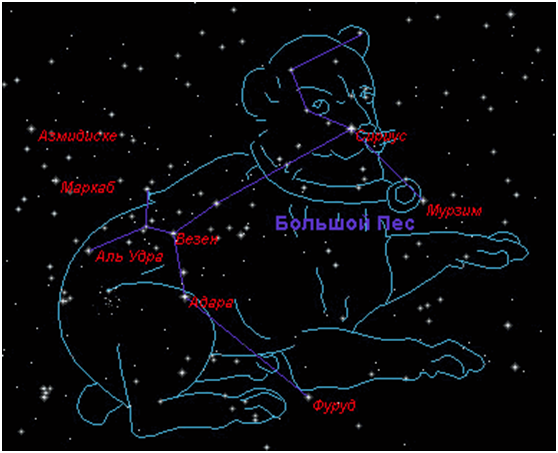 Азмидиске
Сириус
Маркаб
Мурзим
Большой Пес
Везен
Аль Удра
Адара
Фуруд